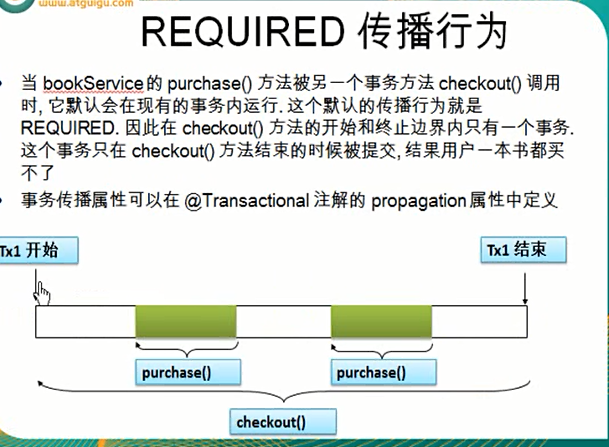 www.atguigu.com
REQUIRED 传播行为
当 bookService 的 purchase() 方法被另一个事务方法 checkout() 调用
时, 它默认会在现有的事务内运行. 这个默认的传播行为就是
REQUIRED. 因此在 checkout() 方法的开始和终止边界内只有一个事务.
这个事务只在 checkout() 方法结束的时候被提交, 结果用户一本书都买
不了
事务传播属性可以在 @Transactional 注解的 propagation 属性中定义
Tx1 开始
Tx1 结束
purchase()
purchase()
checkout()